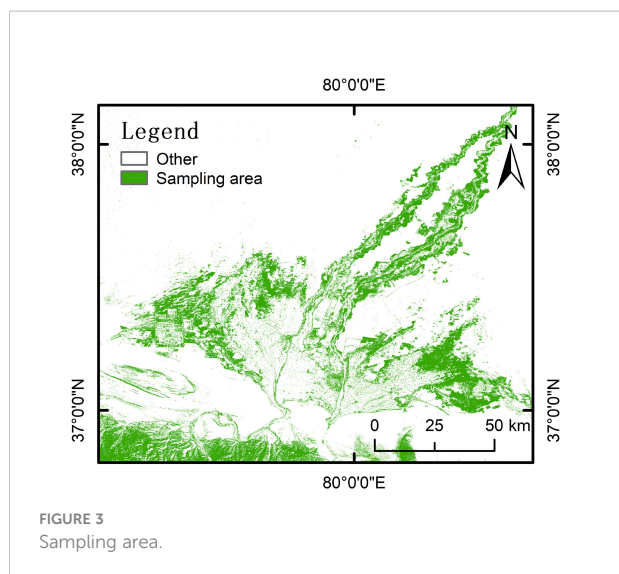 80°0'0"E
38°0'0"N
Legend
Other
Sampling area
N
38°0'0"N
37°0'0"N
37°0'0"N
0 25 50 km
80°0'0"E
FIGURE 3
Sampling area.